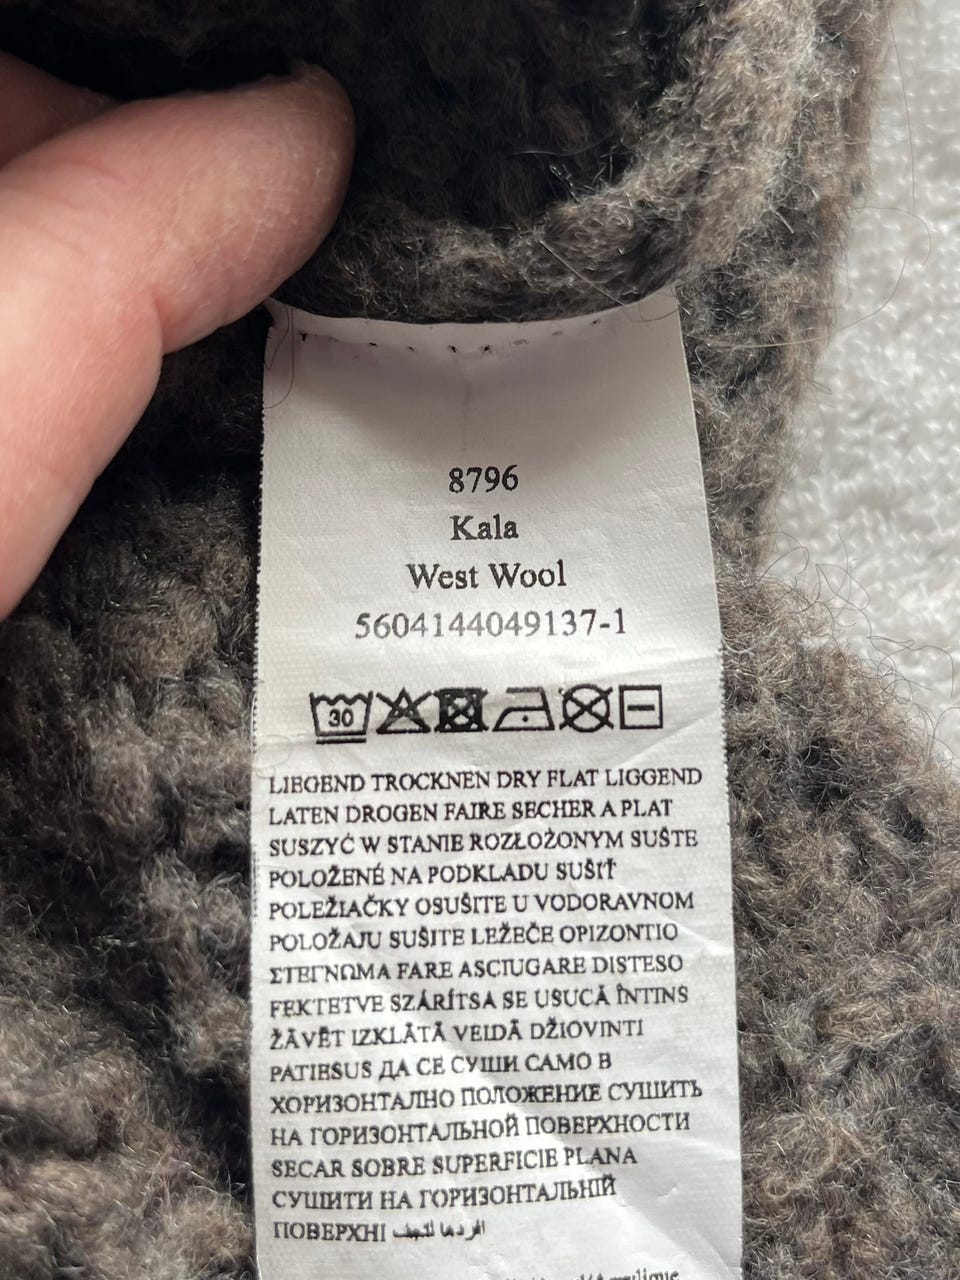 8796
Kala
West Wool
5604144049137-1
30
LIEGEND TROCKNEN DRY FLAT LIGGEND
LATEN DROGEN FAIRE SECHER A PLAT
SUSZYĆ W STANIE ROZŁOŻONYM SUŠTE
POLOŽENÉ NA PODKLADU SUŠIŤ
POLEŽIAČKY OSUŠITE U VODORAVNOM
POLOŽAJU SUŠITE LEŽEČE OPIZONTIO
ΣΤΕΓΝΩΜΑ FARE ASCIUGARE DISTESO
FEKTETVE SZÁRÍTSA SE USUCĂ ÎNTINS
ŽĀVĒT IZKLĀTĀ VEIDĀ DŽIOVINTI
PATIESUS ДА СЕ СУШИ САМО В
ХОРИЗОНТАЛНО ПОЛОЖЕНИЕ СУШИТЬ
НА ГОРИЗОНТАЛЬНОЙ ПОВЕРХНОСТИ
SECAR SOBRE SUPERFICIE PLANA
СУШИТИ НА ГОРИЗОНТАЛЬНІЙ
ПОВЕРХНІ